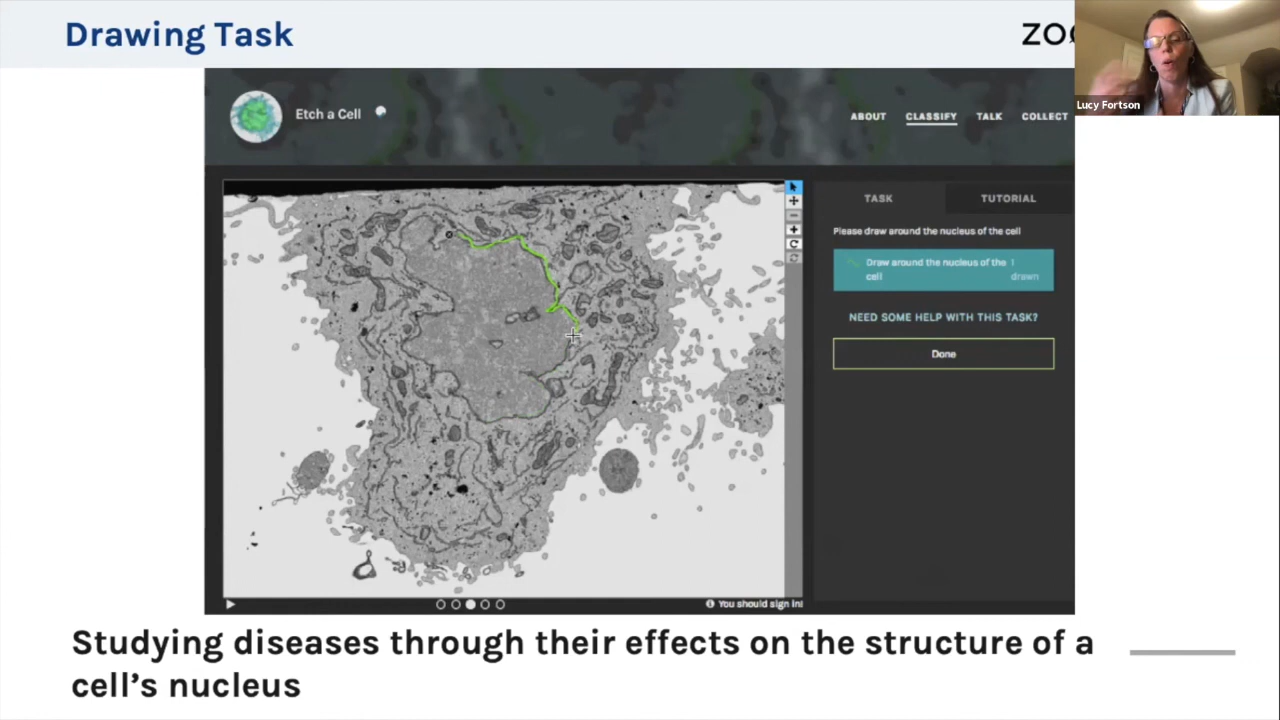 Drawing Task
Lucy Fortson
Etch a Cell
ABOUT CLASSIFY TALK COLLECT
TASK TUTORIAL
Please draw around the nucleus of the cell
Draw around the nucleus of the 1
cell drawn
NEED SOME HELP WITH THIS TASK?
Done
You should sign in!
Studying diseases through their effects on the structure of a
cell’s nucleus